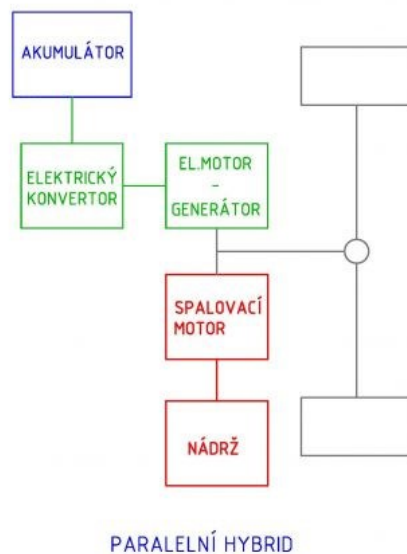 AKUMULÁTOR
ELEKTRICKÝ
KONVERTOR
EL.MOTOR
-
GENERÁTOR
SPALOVACÍ
MOTOR
NÁDRŽ
PARALELNÍ HYBRID